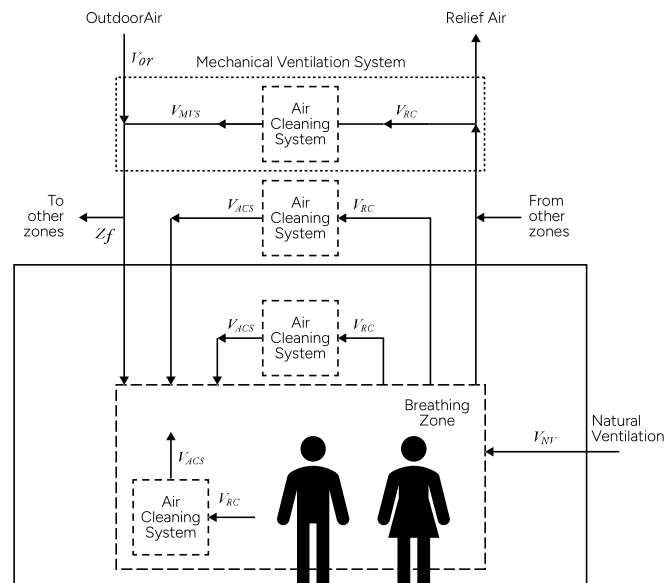 OutdoorAir
Relief Air
Vor
Mechanical Ventilation System
VMVS
Air
Cleaning
System
VRC
To
other
zones
Zf
VACS
Air
Cleaning
System
VRC
From
other
zones
VACS
Air
Cleaning
System
VRC
Breathing
Zone
Natural
Ventilation
VNV
VACS
VRC
Air
Cleaning
System